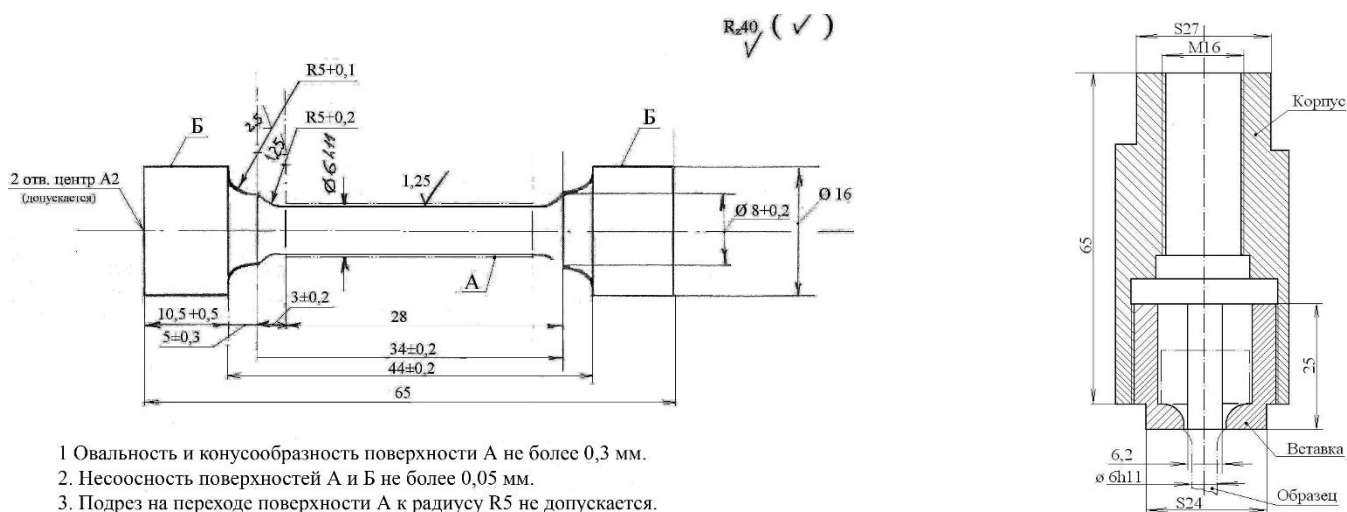 Rz40 ( √ )
R5+0,1
2,5
R5+0,2
1,25
Ø 6h11
Б
Б
2 отв. центр А2
(допускается)
1,25
Ø 8+0,2
Ø 16
А
3±0,2
10,5+0,5
28
5±0,3
34±0,2
44±0,2
65
1 Овальность и конусообразность поверхности А не более 0,3 мм.
2. Несоосность поверхностей А и Б не более 0,05 мм.
3. Подрез на переходе поверхности А к радиусу R5 не допускается.
S27
М16
Корпус
65
25
Вставка
6,2
ø 6h11
Образец
S24